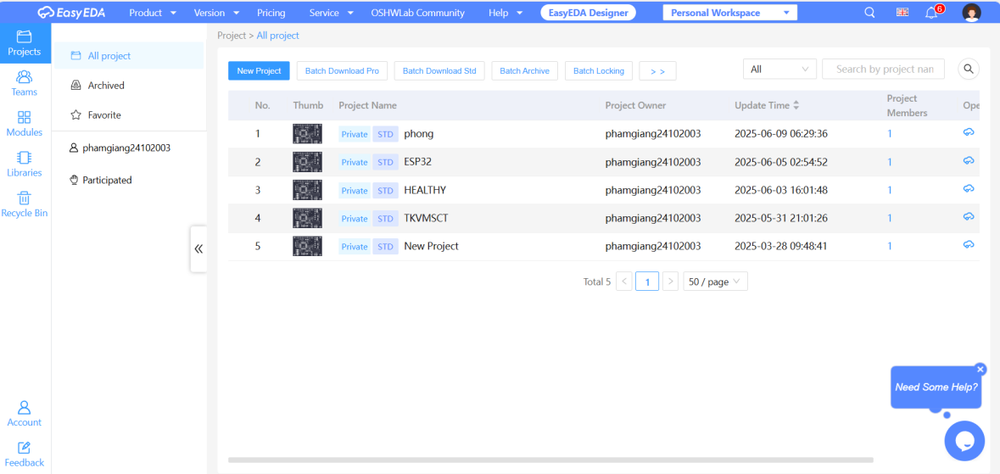 EasyEDA Product Version Pricing Service OSHWLab Community Help EasyEDA Designer Personal Workspace 6
Projects
Teams
Modules
Libraries
Recycle Bin
Account
Feedback
All project
Archived
Favorite
phamgiang24102003
Participated
Project > All project
New Project Batch Download Pro Batch Download Std Batch Archive Batch Locking > > All Search by project nan
No. Thumb Project Name Project Owner Update Time Project Members Ope
1 Private STD phong phamgiang24102003 2025-06-09 06:29:36 1
2 Private STD ESP32 phamgiang24102003 2025-06-05 02:54:52 1
3 Private STD HEALTHY phamgiang24102003 2025-06-03 16:01:48 1
4 Private STD TKVMSCT phamgiang24102003 2025-05-31 21:01:26 1
5 Private STD New Project phamgiang24102003 2025-03-28 09:48:41 1
Total 5 < 1 > 50 / page
Need Some Help?